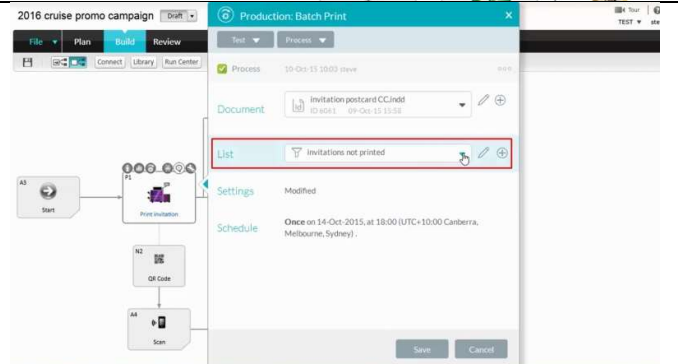 2016 cruise promo campaign Draft
Tour
TEST
File Plan Build Review
Connect Library Run Center
Production: Batch Print
Test Process
Process 10-Oct-15 10:03 steve
Document invitation postcard CC.indd
ID 6061 09-Oct-15 15:58
List Invitations not printed
Settings Modified
Schedule Once on 14-Oct-2015, at 18:00 (UTC+10:00 Canberra,
Melbourne, Sydney) .
Save Cancel
A5
Start
P1
Print Invitation
N2
QR Code
A4
Scan